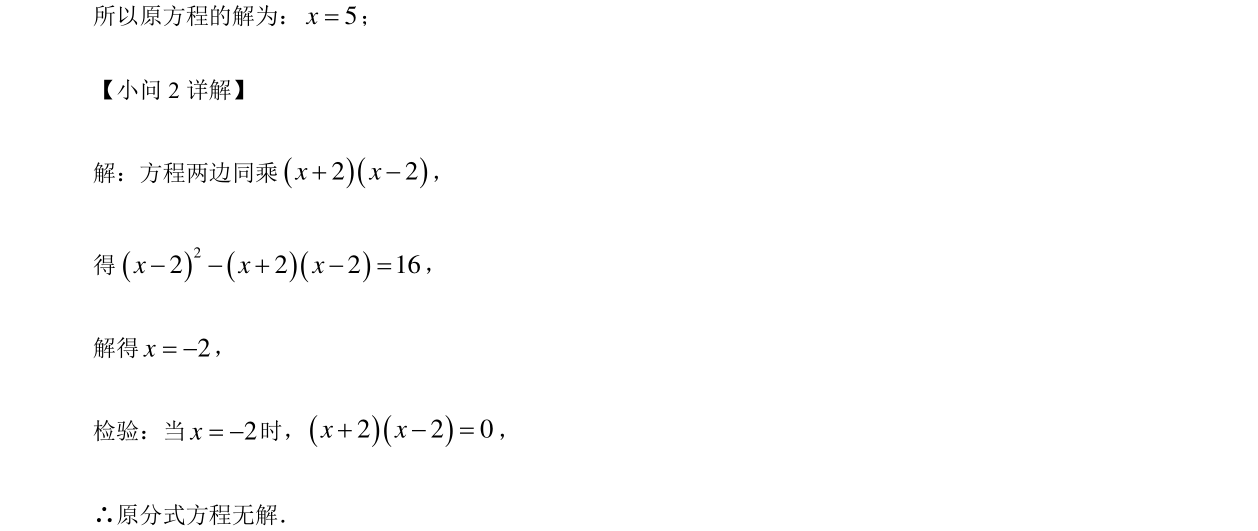 所以原方程的解为：x = 5；
【小问 2 详解】
解：方程两边同乘(x+2)(x−2)，
得(x−2)²−(x+2)(x−2)=16，
解得x = −2，
检验：当x = −2时，(x+2)(x−2)=0，
∴原分式方程无解．